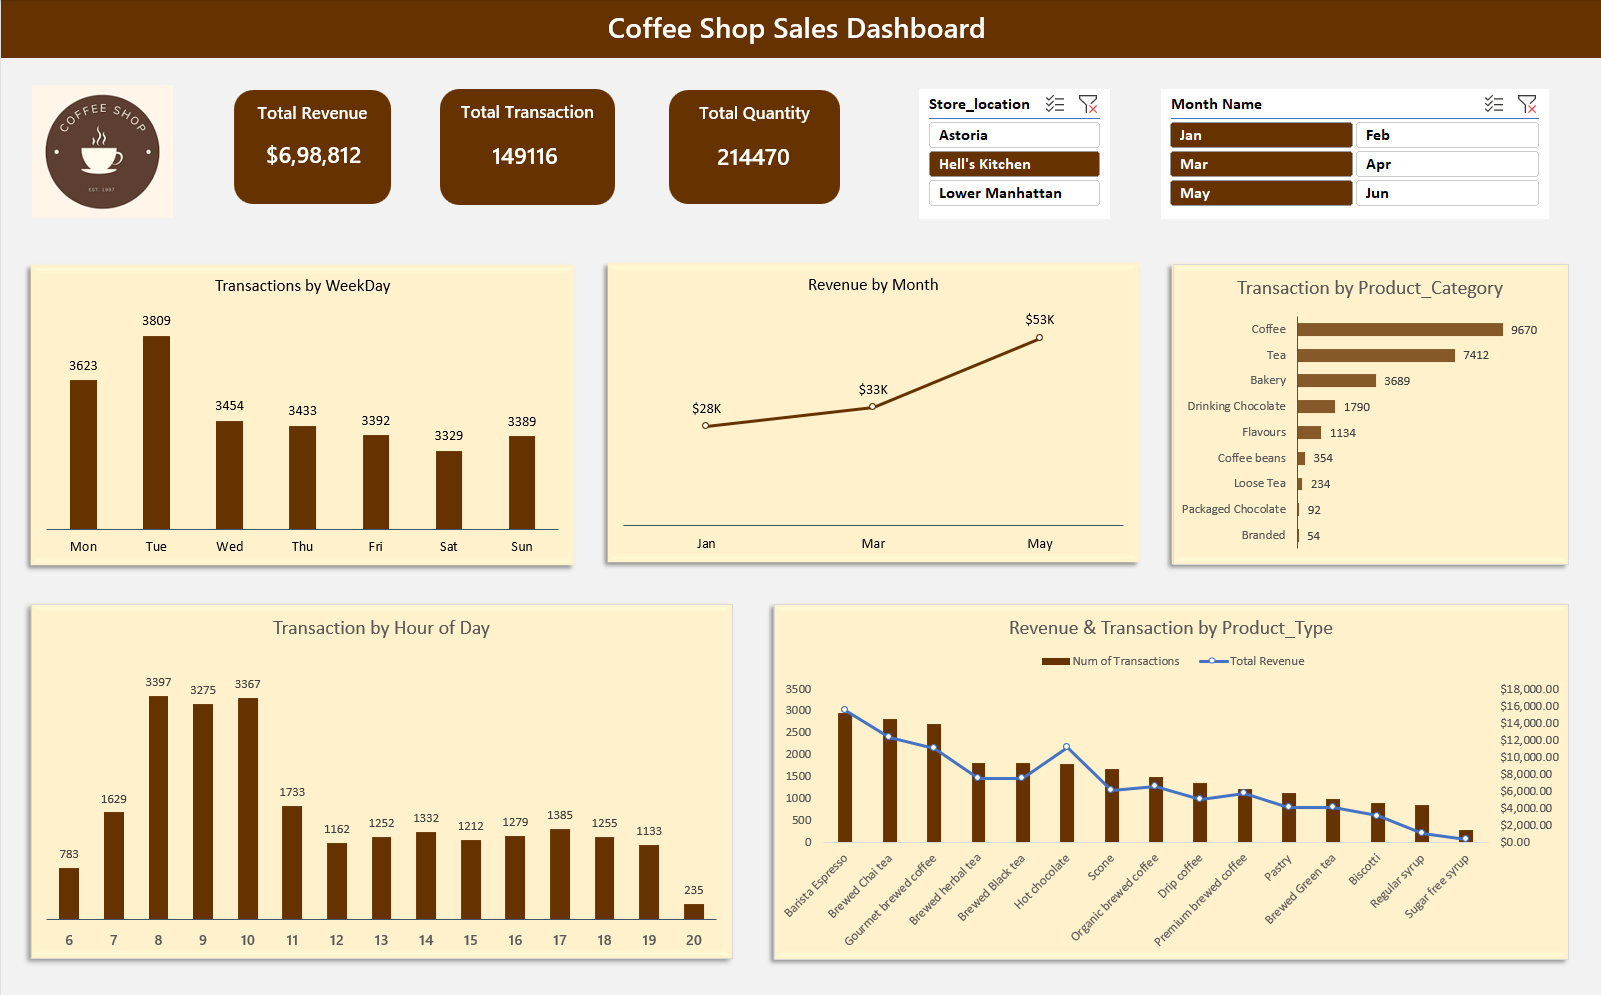 Coffee Shop Sales Dashboard
COFFEE SHOP
EST. 1997
Total Revenue
$6,98,812
Total Transaction
149116
Total Quantity
214470
Store_location
Astoria
Hell's Kitchen
Lower Manhattan
Month Name
Jan
Feb
Mar
Apr
May
Jun
Transactions by WeekDay
3623
3809
3454
3433
3392
3329
3389
Mon Tue Wed Thu Fri Sat Sun
Revenue by Month
$28K
$33K
$53K
Jan Mar May
Transaction by Product_Category
Coffee 9670
Tea 7412
Bakery 3689
Drinking Chocolate 1790
Flavours 1134
Coffee beans 354
Loose Tea 234
Packaged Chocolate 92
Branded 54
Transaction by Hour of Day
783 1629 3397 3275 3367 1733 1162 1252 1332 1212 1279 1385 1255 1133 235
6 7 8 9 10 11 12 13 14 15 16 17 18 19 20
Revenue & Transaction by Product_Type
Num of Transactions Total Revenue
3500
3000
2500
2000
1500
1000
500
0
$18,000.00
$16,000.00
$14,000.00
$12,000.00
$10,000.00
$8,000.00
$6,000.00
$4,000.00
$2,000.00
$0.00
Barista Espresso
Brewed Chai tea
Gourmet brewed coffee
Brewed herbal tea
Brewed Black tea
Hot chocolate
Scone
Organic brewed coffee
Drip coffee
Premium brewed coffee
Pastry
Brewed Green tea
Biscotti
Regular syrup
Sugar free syrup